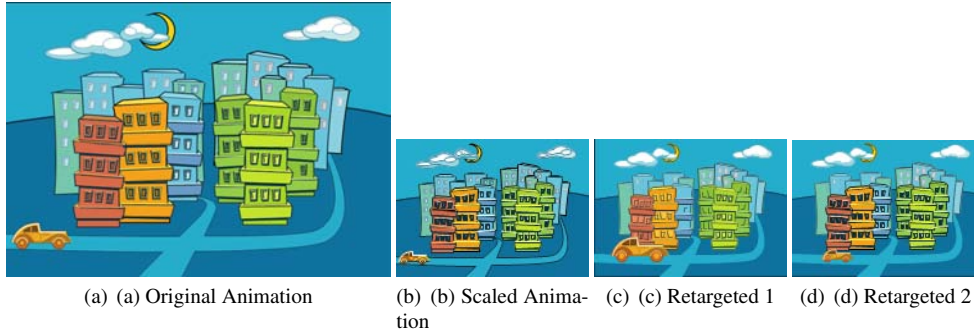 (a) (a) Original Animation
(b) (b) Scaled Anima-
tion
(c) (c) Retargeted 1
(d) (d) Retargeted 2